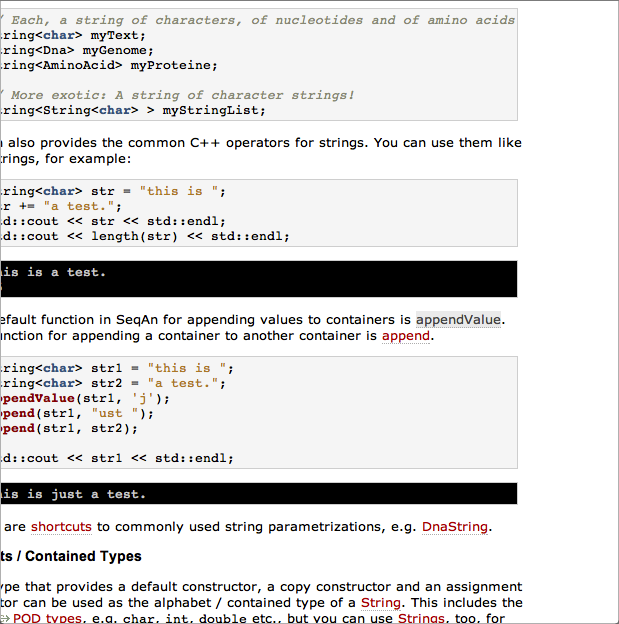 / Each, a string of characters, of nucleotides and of amino acids
ring<char> myText;
ring<Dna> myGenome;
ring<AminoAcid> myProteine;
/ More exotic: A string of character strings!
ring<String<char> > myStringList;
also provides the common C++ operators for strings. You can use them like
rings, for example:
ring<char> str = "this is ";
r += "a test.";
d::cout << str << std::endl;
d::cout << length(str) << std::endl;
is is a test.
efault function in SeqAn for appending values to containers is appendValue.
unction for appending a container to another container is append.
ring<char> str1 = "this is ";
ring<char> str2 = "a test.";
pendValue(str1, 'j');
pend(str1, "ust ");
pend(str1, str2);
d::cout << str1 << std::endl;
is is just a test.
are shortcuts to commonly used string parametrizations, e.g. DnaString.
ts / Contained Types
ype that provides a default constructor, a copy constructor and an assignment
tor can be used as the alphabet / contained type of a String. This includes the
POD types, e.g. char, int, double etc., but you can use Strings, too, for